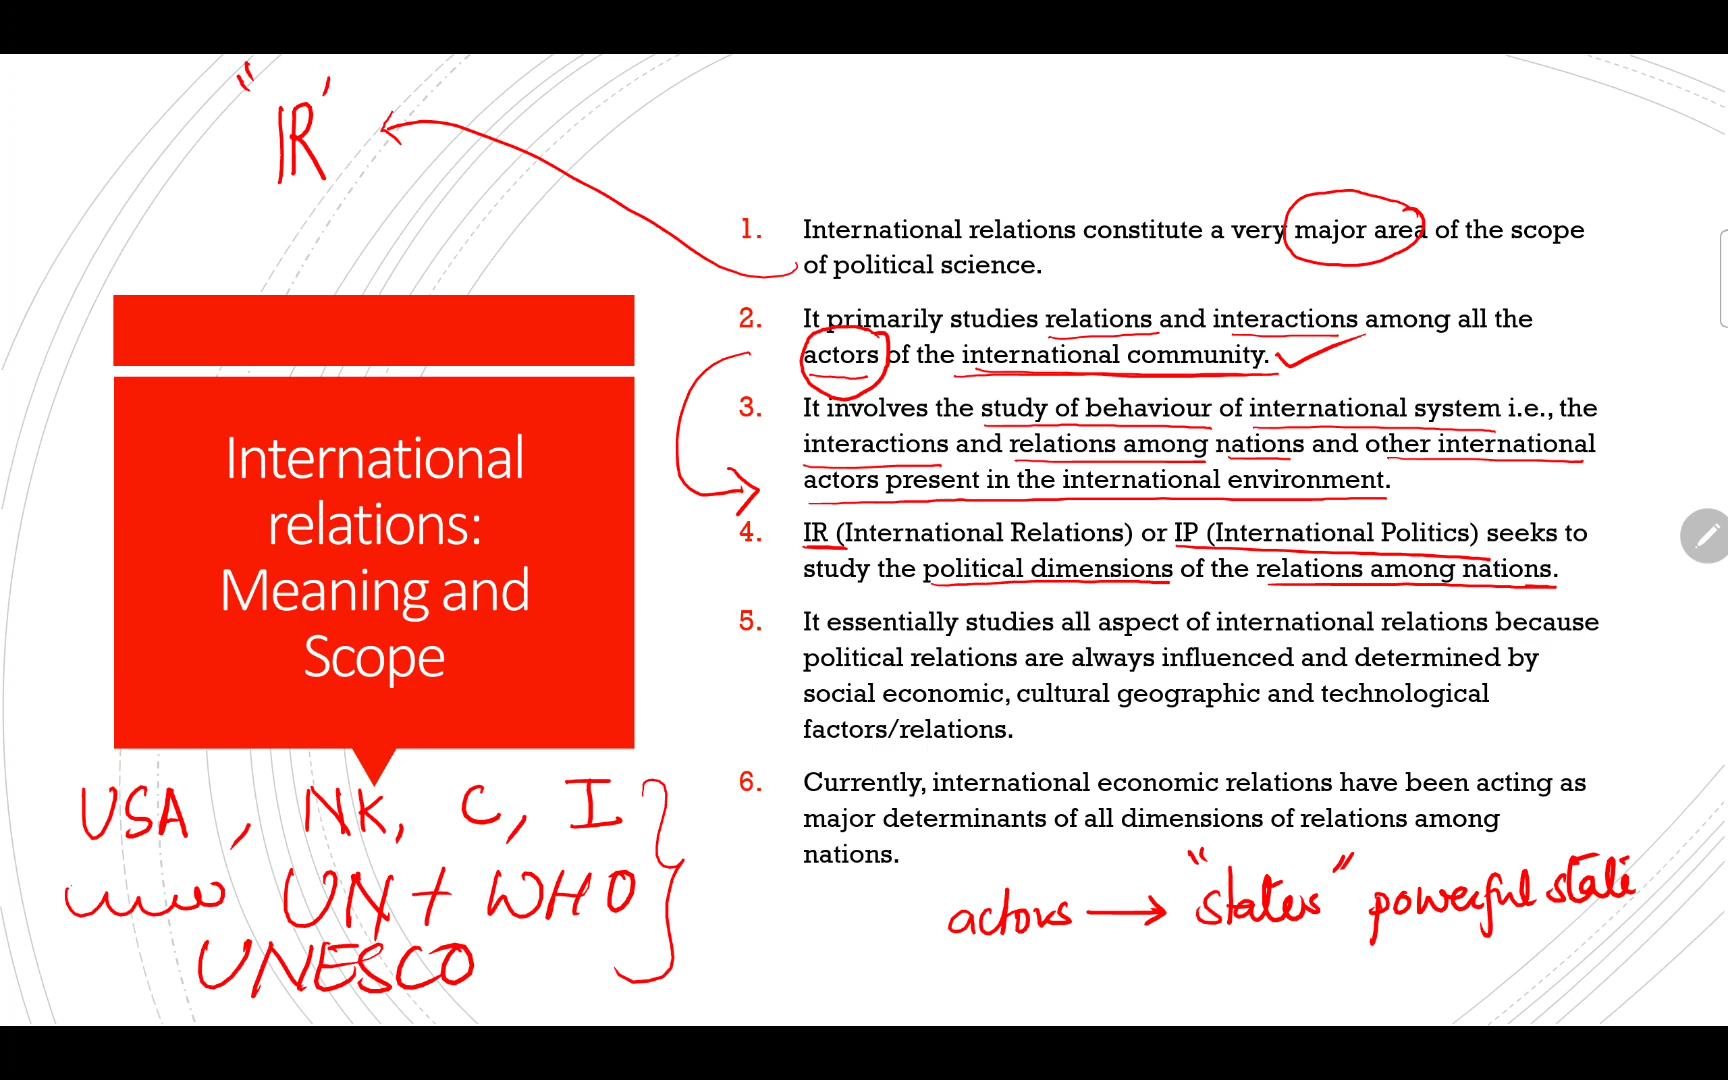 "IR'
International
relations:
Meaning and
Scope
1. International relations constitute a very major area of the scope
of political science.
2. It primarily studies relations and interactions among all the
actors of the international community.
3. It involves the study of behaviour of international system i.e., the
interactions and relations among nations and other international
actors present in the international environment.
4. IR (International Relations) or IP (International Politics) seeks to
study the political dimensions of the relations among nations.
5. It essentially studies all aspect of international relations because
political relations are always influenced and determined by
social economic, cultural geographic and technological
factors/relations.
6. Currently, international economic relations have been acting as
major determinants of all dimensions of relations among
nations.
USA, NK, C, I
UN + WHO
UNESCO
actors → "states" powerful state